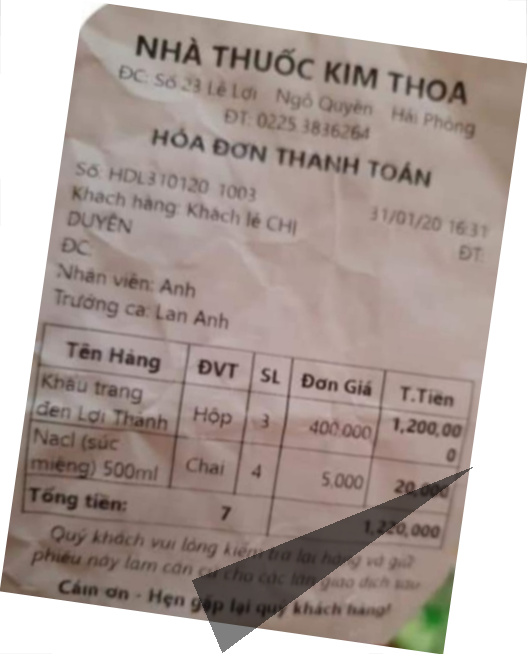 NHÀ THUỐC KIM THOA
ĐC: Số 23 Lê Lợi Ngô Quyền Hải Phòng
ĐT: 0225.3836264
HÓA ĐƠN THANH TOÁN
Số: HDL310120 1003 31/01/20 16:31
Khách hàng: Khách lẻ CHỊ ĐT:
DUYÊN
ĐC:
Nhân viên: Anh
Trưởng ca: Lan Anh
Tên Hàng ĐVT SL Đơn Giá T.Tiền
Khẩu trang
đen Lợi Thành Hộp 3 400.000 1,200,00
0
Nacl (súc
miệng) 500ml Chai 4 5.000 20,000
Tổng tiền: 7 1,220,000
Quý khách vui lòng kiểm tra lại hàng và giữ
phiếu này làm căn cứ cho các lần giao dịch sau
Cảm ơn - Hẹn gặp lại quý khách hàng!